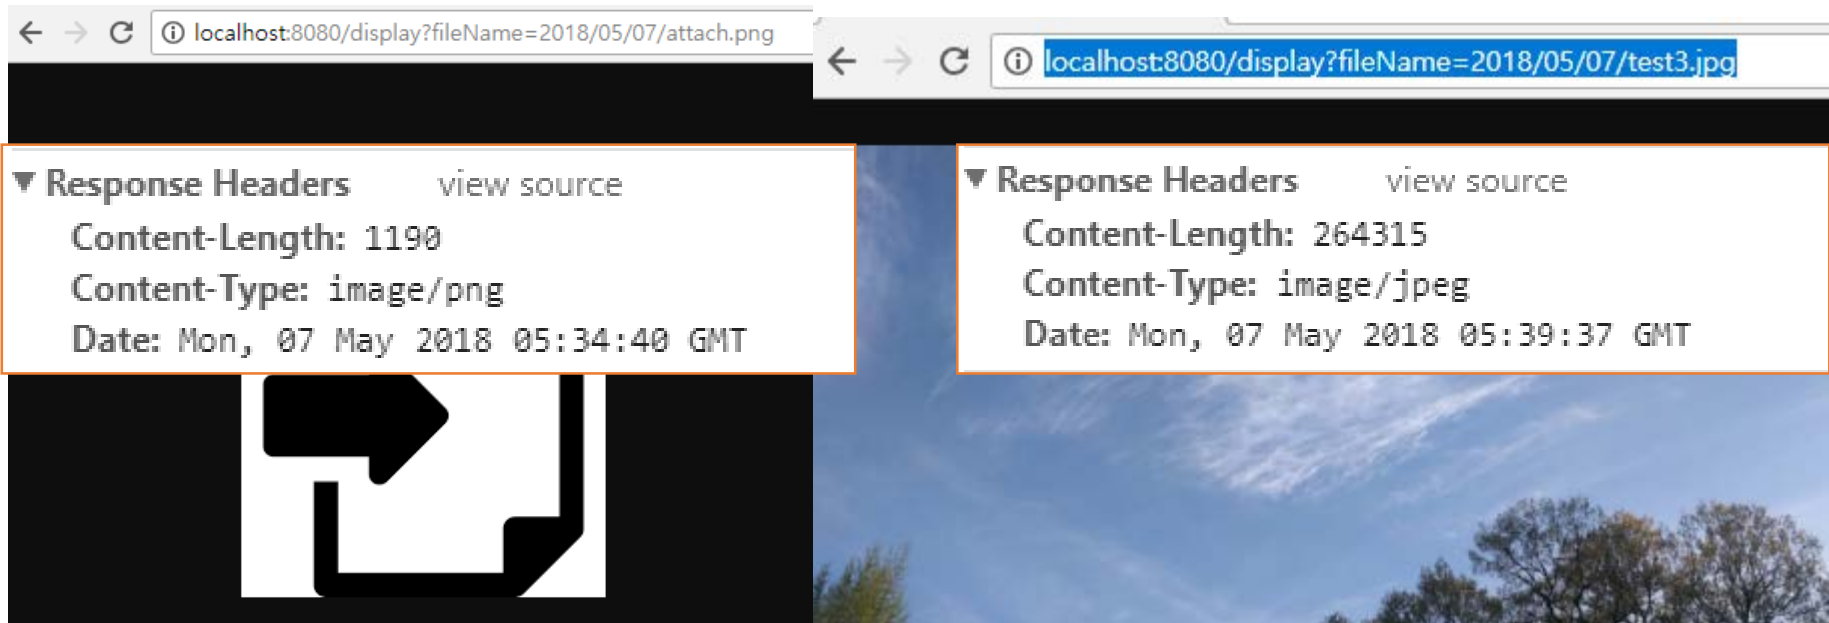 localhost:8080/display?fileName=2018/05/07/attach.png
Response Headers view source
Content-Length: 1190
Content-Type: image/png
Date: Mon, 07 May 2018 05:34:40 GMT
localhost:8080/display?fileName=2018/05/07/test3.jpg
Response Headers view source
Content-Length: 264315
Content-Type: image/jpeg
Date: Mon, 07 May 2018 05:39:37 GMT